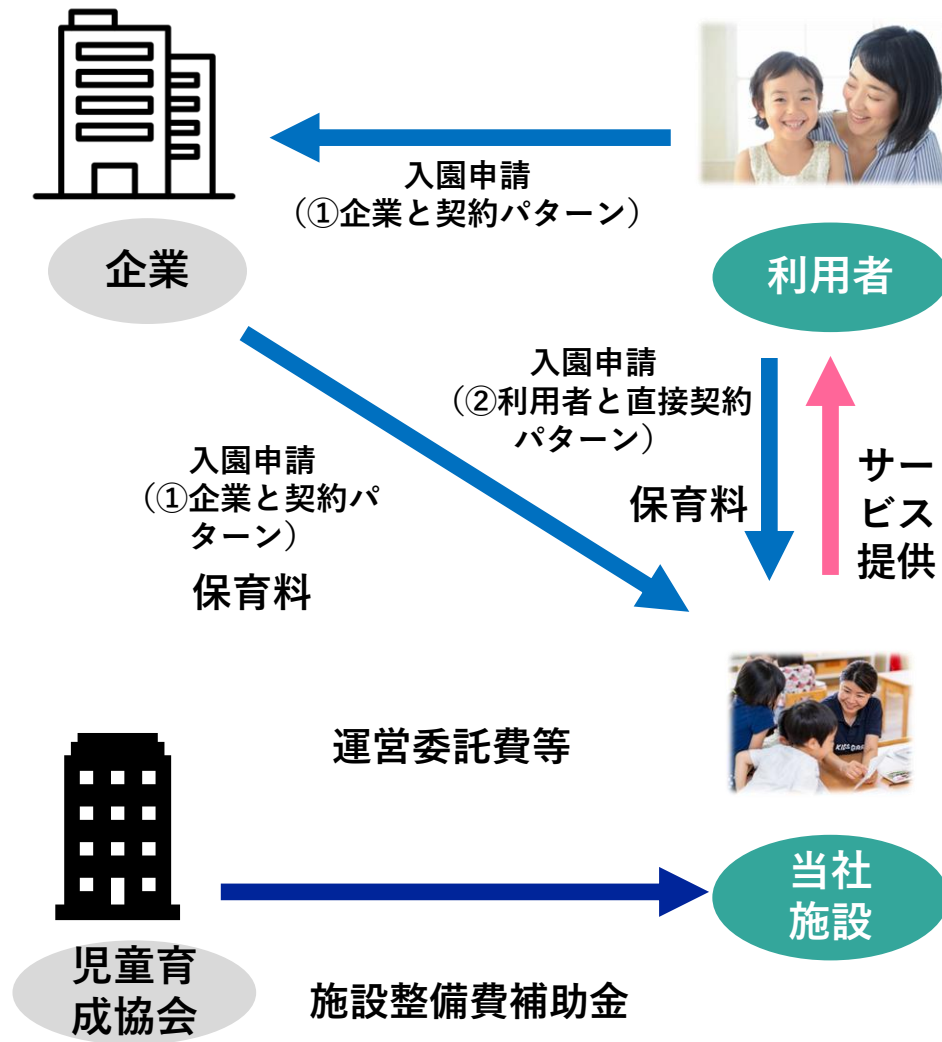 入園申請
（①企業と契約パターン）
企業
利用者
入園申請
（②利用者と直接契約
パターン）
入園申請
（①企業と契約パ
ターン）
保育料
保育料
サー
ビス
提供
運営委託費等
当社
施設
児童育
成協会
施設整備費補助金